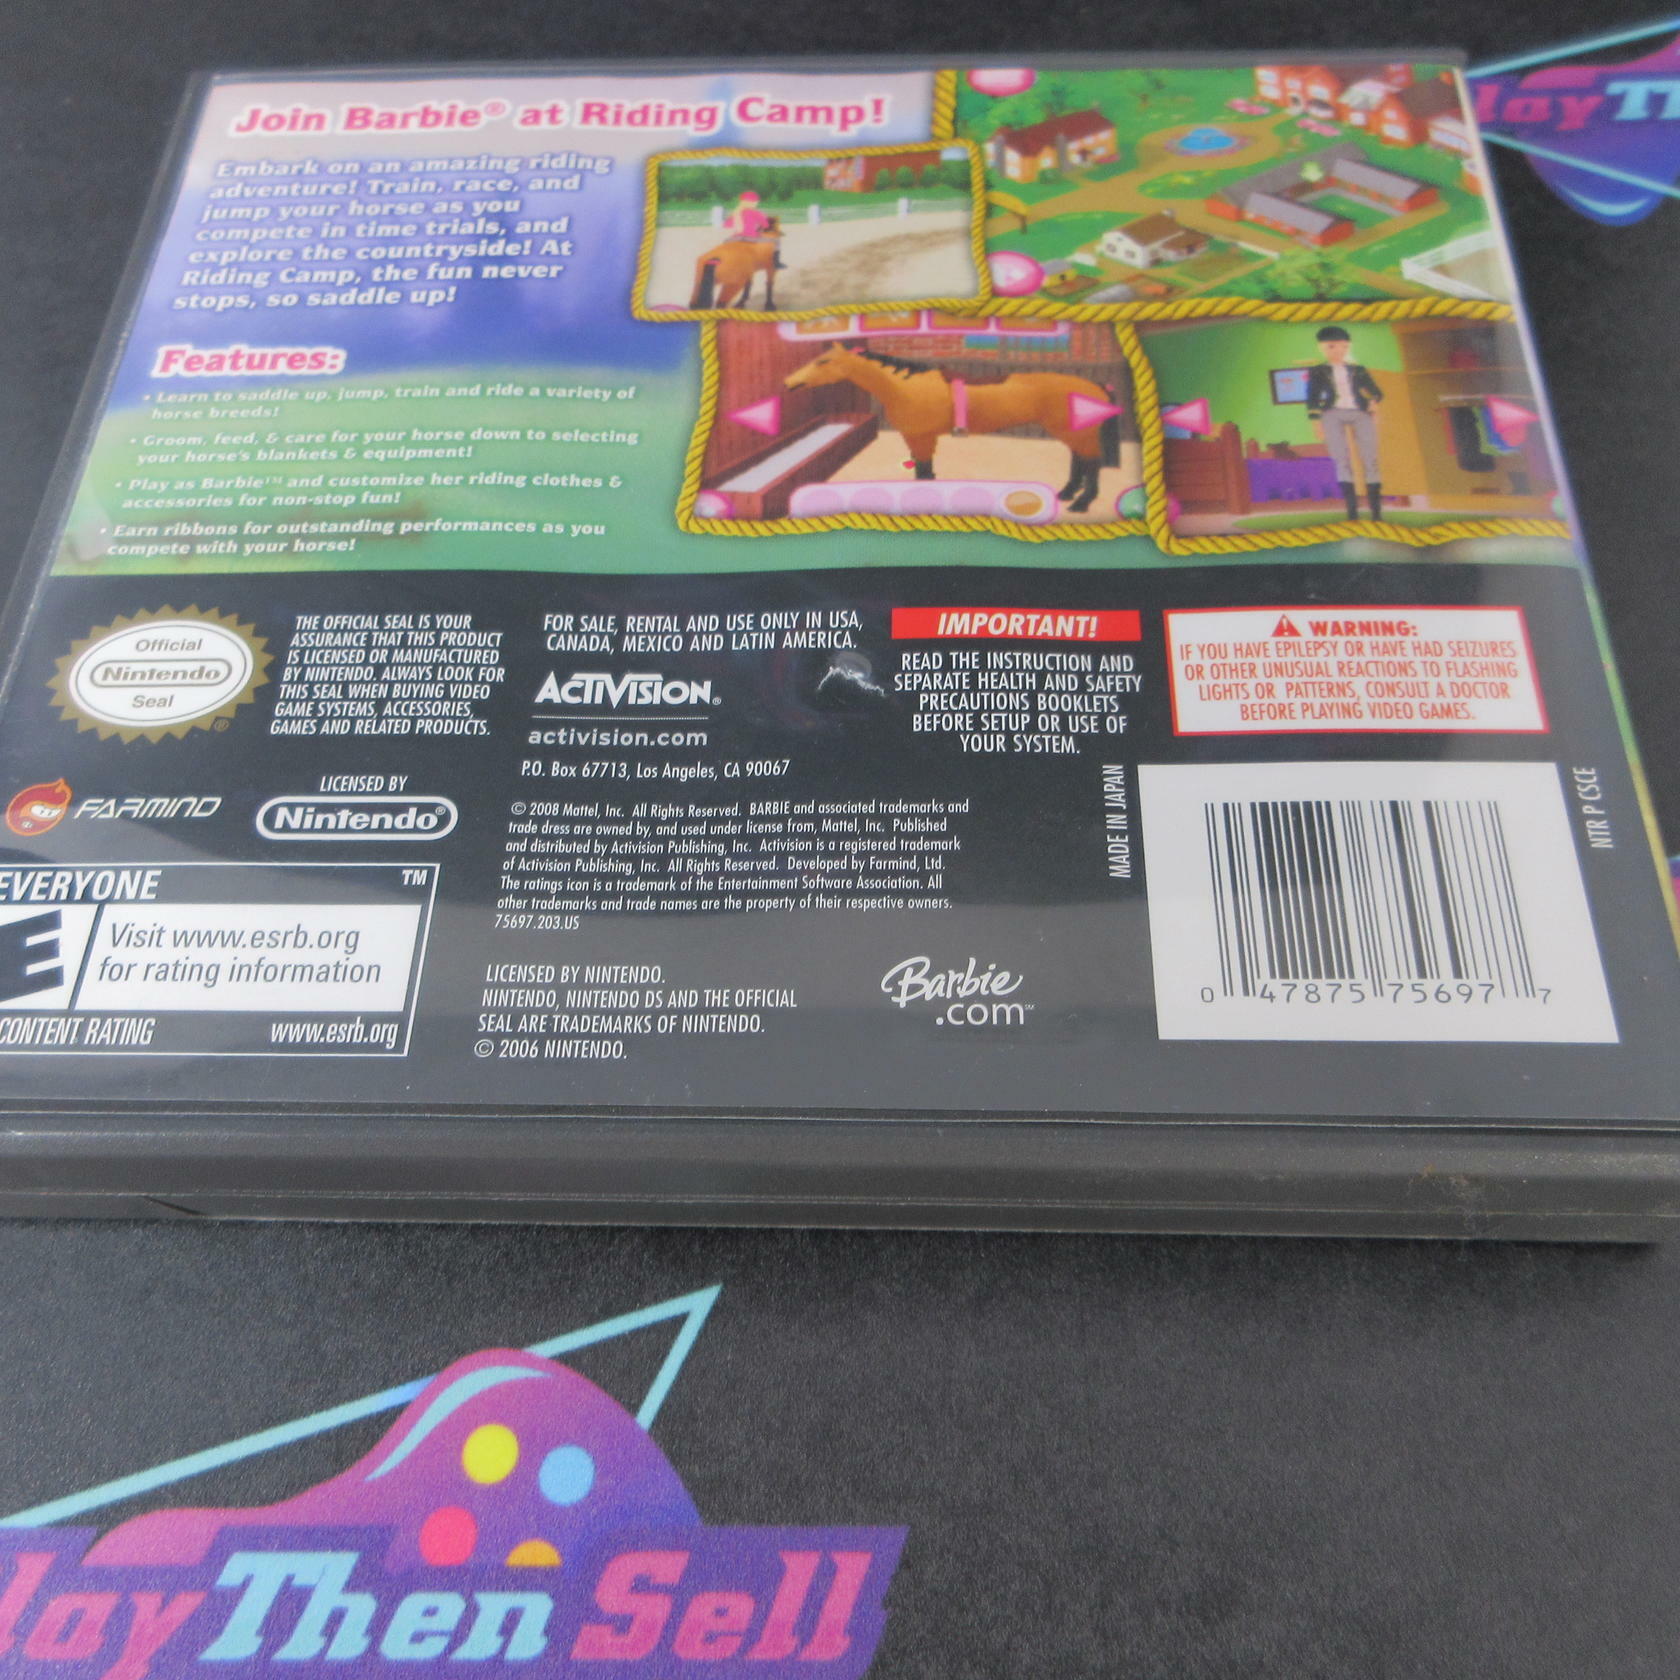 Join Barbie® at Riding Camp!
Embark on an amazing riding
adventure! Train, race, and
jump your horse as you
compete in time trials, and
explore the countryside! At
Riding Camp, the fun never
stops, so saddle up!
Features:
• Learn to saddle up, jump, train and ride a variety of
horse breeds!
• Groom, feed, & care for your horse down to selecting
your horse's blankets & equipment!
• Play as Barbie™ and customize her riding clothes &
accessories for non-stop fun!
• Earn ribbons for outstanding performances as you
compete with your horse!
Official
Nintendo
Seal
®
THE OFFICIAL SEAL IS YOUR
ASSURANCE THAT THIS PRODUCT
IS LICENSED OR MANUFACTURED
BY NINTENDO. ALWAYS LOOK FOR
THIS SEAL WHEN BUYING VIDEO
GAME SYSTEMS, ACCESSORIES,
GAMES AND RELATED PRODUCTS.
FARMIND
LICENSED BY
Nintendo®
EVERYONE ™
E
Visit www.esrb.org
for rating information
CONTENT RATING www.esrb.org
FOR SALE, RENTAL AND USE ONLY IN USA,
CANADA, MEXICO AND LATIN AMERICA.
ACTIVISION®
activision.com
P.O. Box 67713, Los Angeles, CA 90067
© 2008 Mattel, Inc. All Rights Reserved. BARBIE and associated trademarks and
trade dress are owned by, and used under license from, Mattel, Inc. Published
and distributed by Activision Publishing, Inc. Activision is a registered trademark
of Activision Publishing, Inc. All Rights Reserved. Developed by Farmind, Ltd.
The ratings icon is a trademark of the Entertainment Software Association. All
other trademarks and trade names are the property of their respective owners.
75697.203.US
LICENSED BY NINTENDO.
NINTENDO, NINTENDO DS AND THE OFFICIAL
SEAL ARE TRADEMARKS OF NINTENDO.
© 2006 NINTENDO.
Barbie
.com™
IMPORTANT!
READ THE INSTRUCTION AND
SEPARATE HEALTH AND SAFETY
PRECAUTIONS BOOKLETS
BEFORE SETUP OR USE OF
YOUR SYSTEM.
WARNING:
IF YOU HAVE EPILEPSY OR HAVE HAD SEIZURES
OR OTHER UNUSUAL REACTIONS TO FLASHING
LIGHTS OR PATTERNS, CONSULT A DOCTOR
BEFORE PLAYING VIDEO GAMES.
MADE IN JAPAN
0 47875 75697 7
NTR P CSCE
lay Th
lay Then Sell